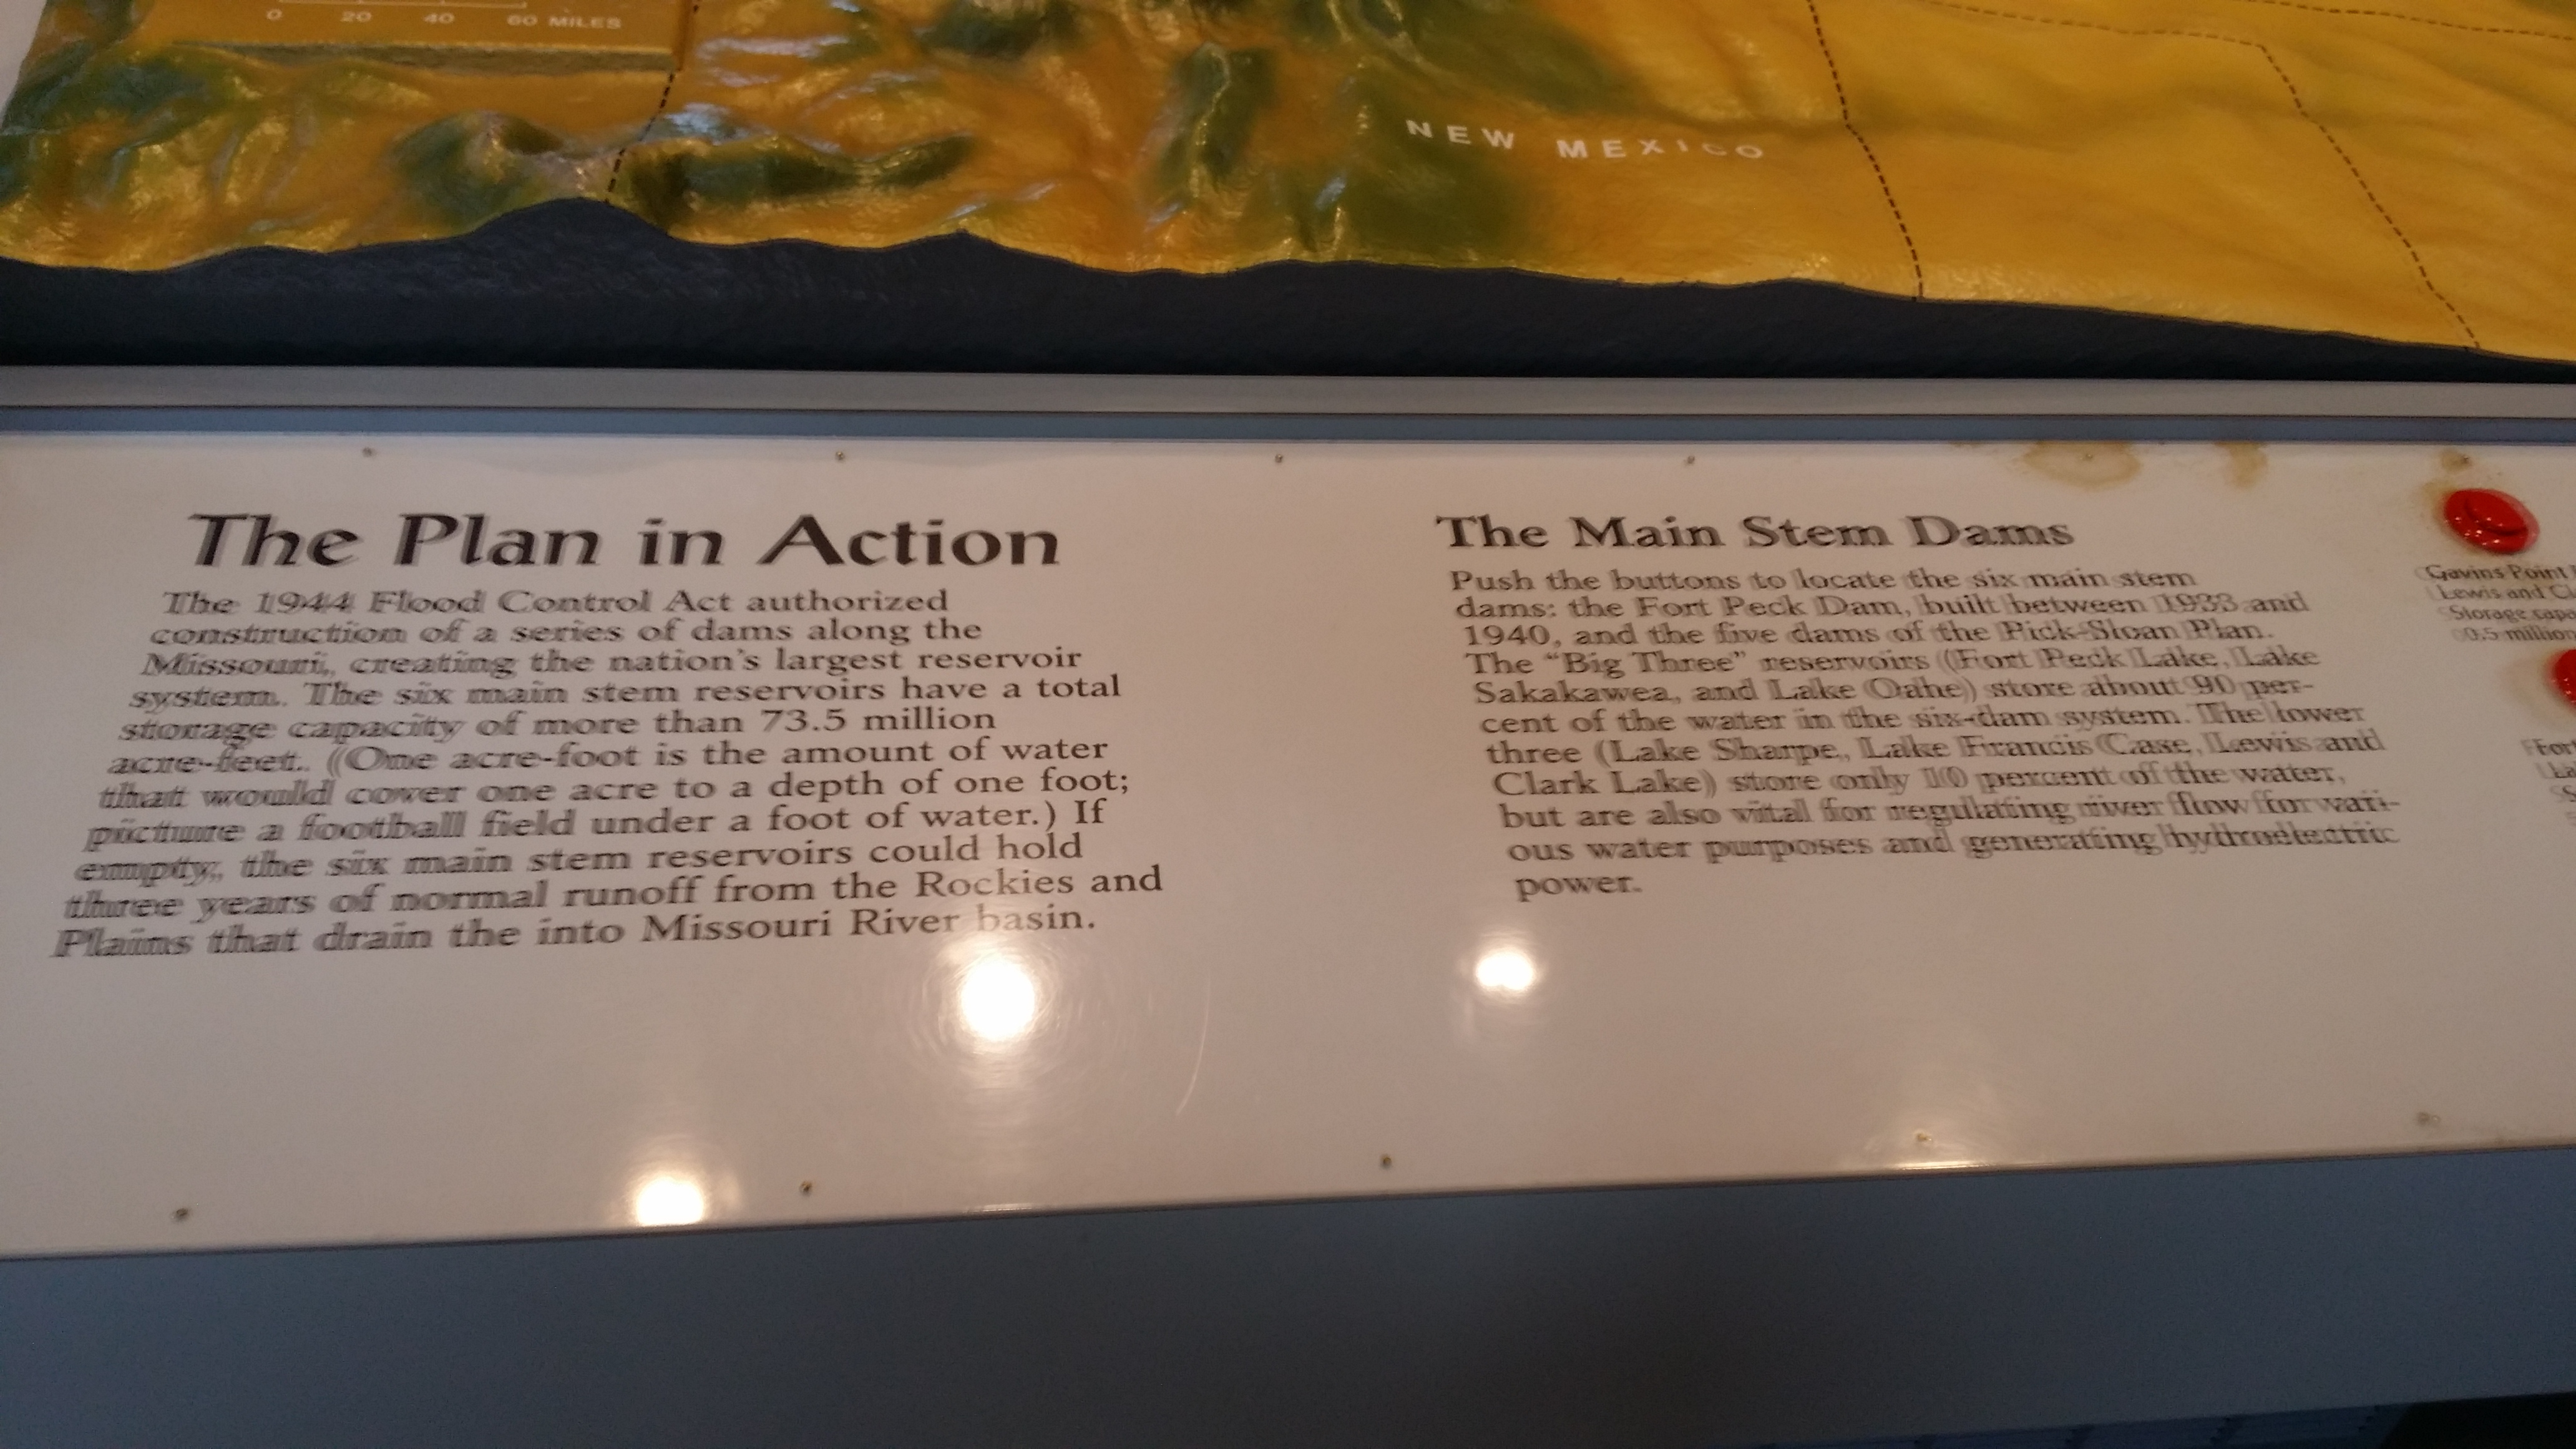 0 20 40 60 MILES
NEW MEXICO
The Plan in Action
The 1944 Flood Control Act authorized
construction of a series of dams along the
Missouri, creating the nation's largest reservoir
system. The six main stem reservoirs have a total
storage capacity of more than 73.5 million
acre-feet. (One acre-foot is the amount of water
that would cover one acre to a depth of one foot;
picture a football field under a foot of water.) If
empty, the six main stem reservoirs could hold
three years of normal runoff from the Rockies and
Plains that drain the into Missouri River basin.
The Main Stem Dams
Push the buttons to locate the six main stem
dams: the Fort Peck Dam, built between 1933 and
1940, and the five dams of the Pick-Sloan Plan.
The "Big Three" reservoirs (Fort Peck Lake, Lake
Sakakawea, and Lake Oahe) store about 90 per-
cent of the water in the six-dam system. The lower
three (Lake Sharpe, Lake Francis Case, Lewis and
Clark Lake) store only 10 percent of the water,
but are also vital for regulating river flow for vari-
ous water purposes and generating hydroelectric
power.
Gavins Point
Lewis and Cl
Storage capa
0.5 million
Fort